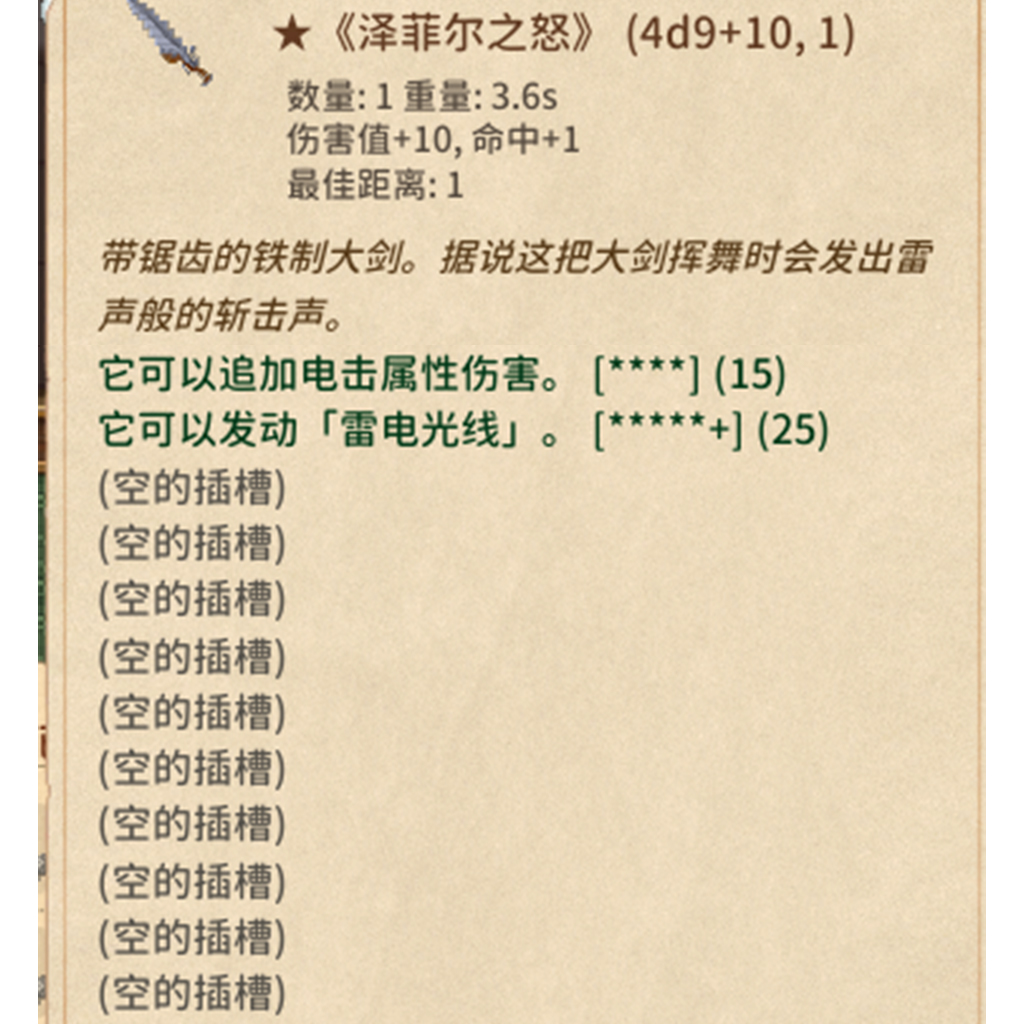 ★《泽菲尔之怒》 (4d9+10, 1)
数量: 1 重量: 3.6s
伤害值+10, 命中+1
最佳距离: 1
带锯齿的铁制大剑。据说这把大剑挥舞时会发出雷
声般的斩击声。
它可以追加电击属性伤害。 [****] (15)
它可以发动「雷电光线」。 [*****+] (25)
(空的插槽)
(空的插槽)
(空的插槽)
(空的插槽)
(空的插槽)
(空的插槽)
(空的插槽)
(空的插槽)
(空的插槽)
(空的插槽)